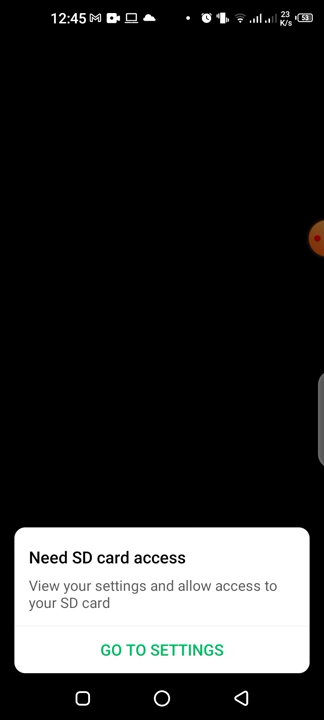 12:45
23
K/s
53
Need SD card access
View your settings and allow access to
your SD card
GO TO SETTINGS